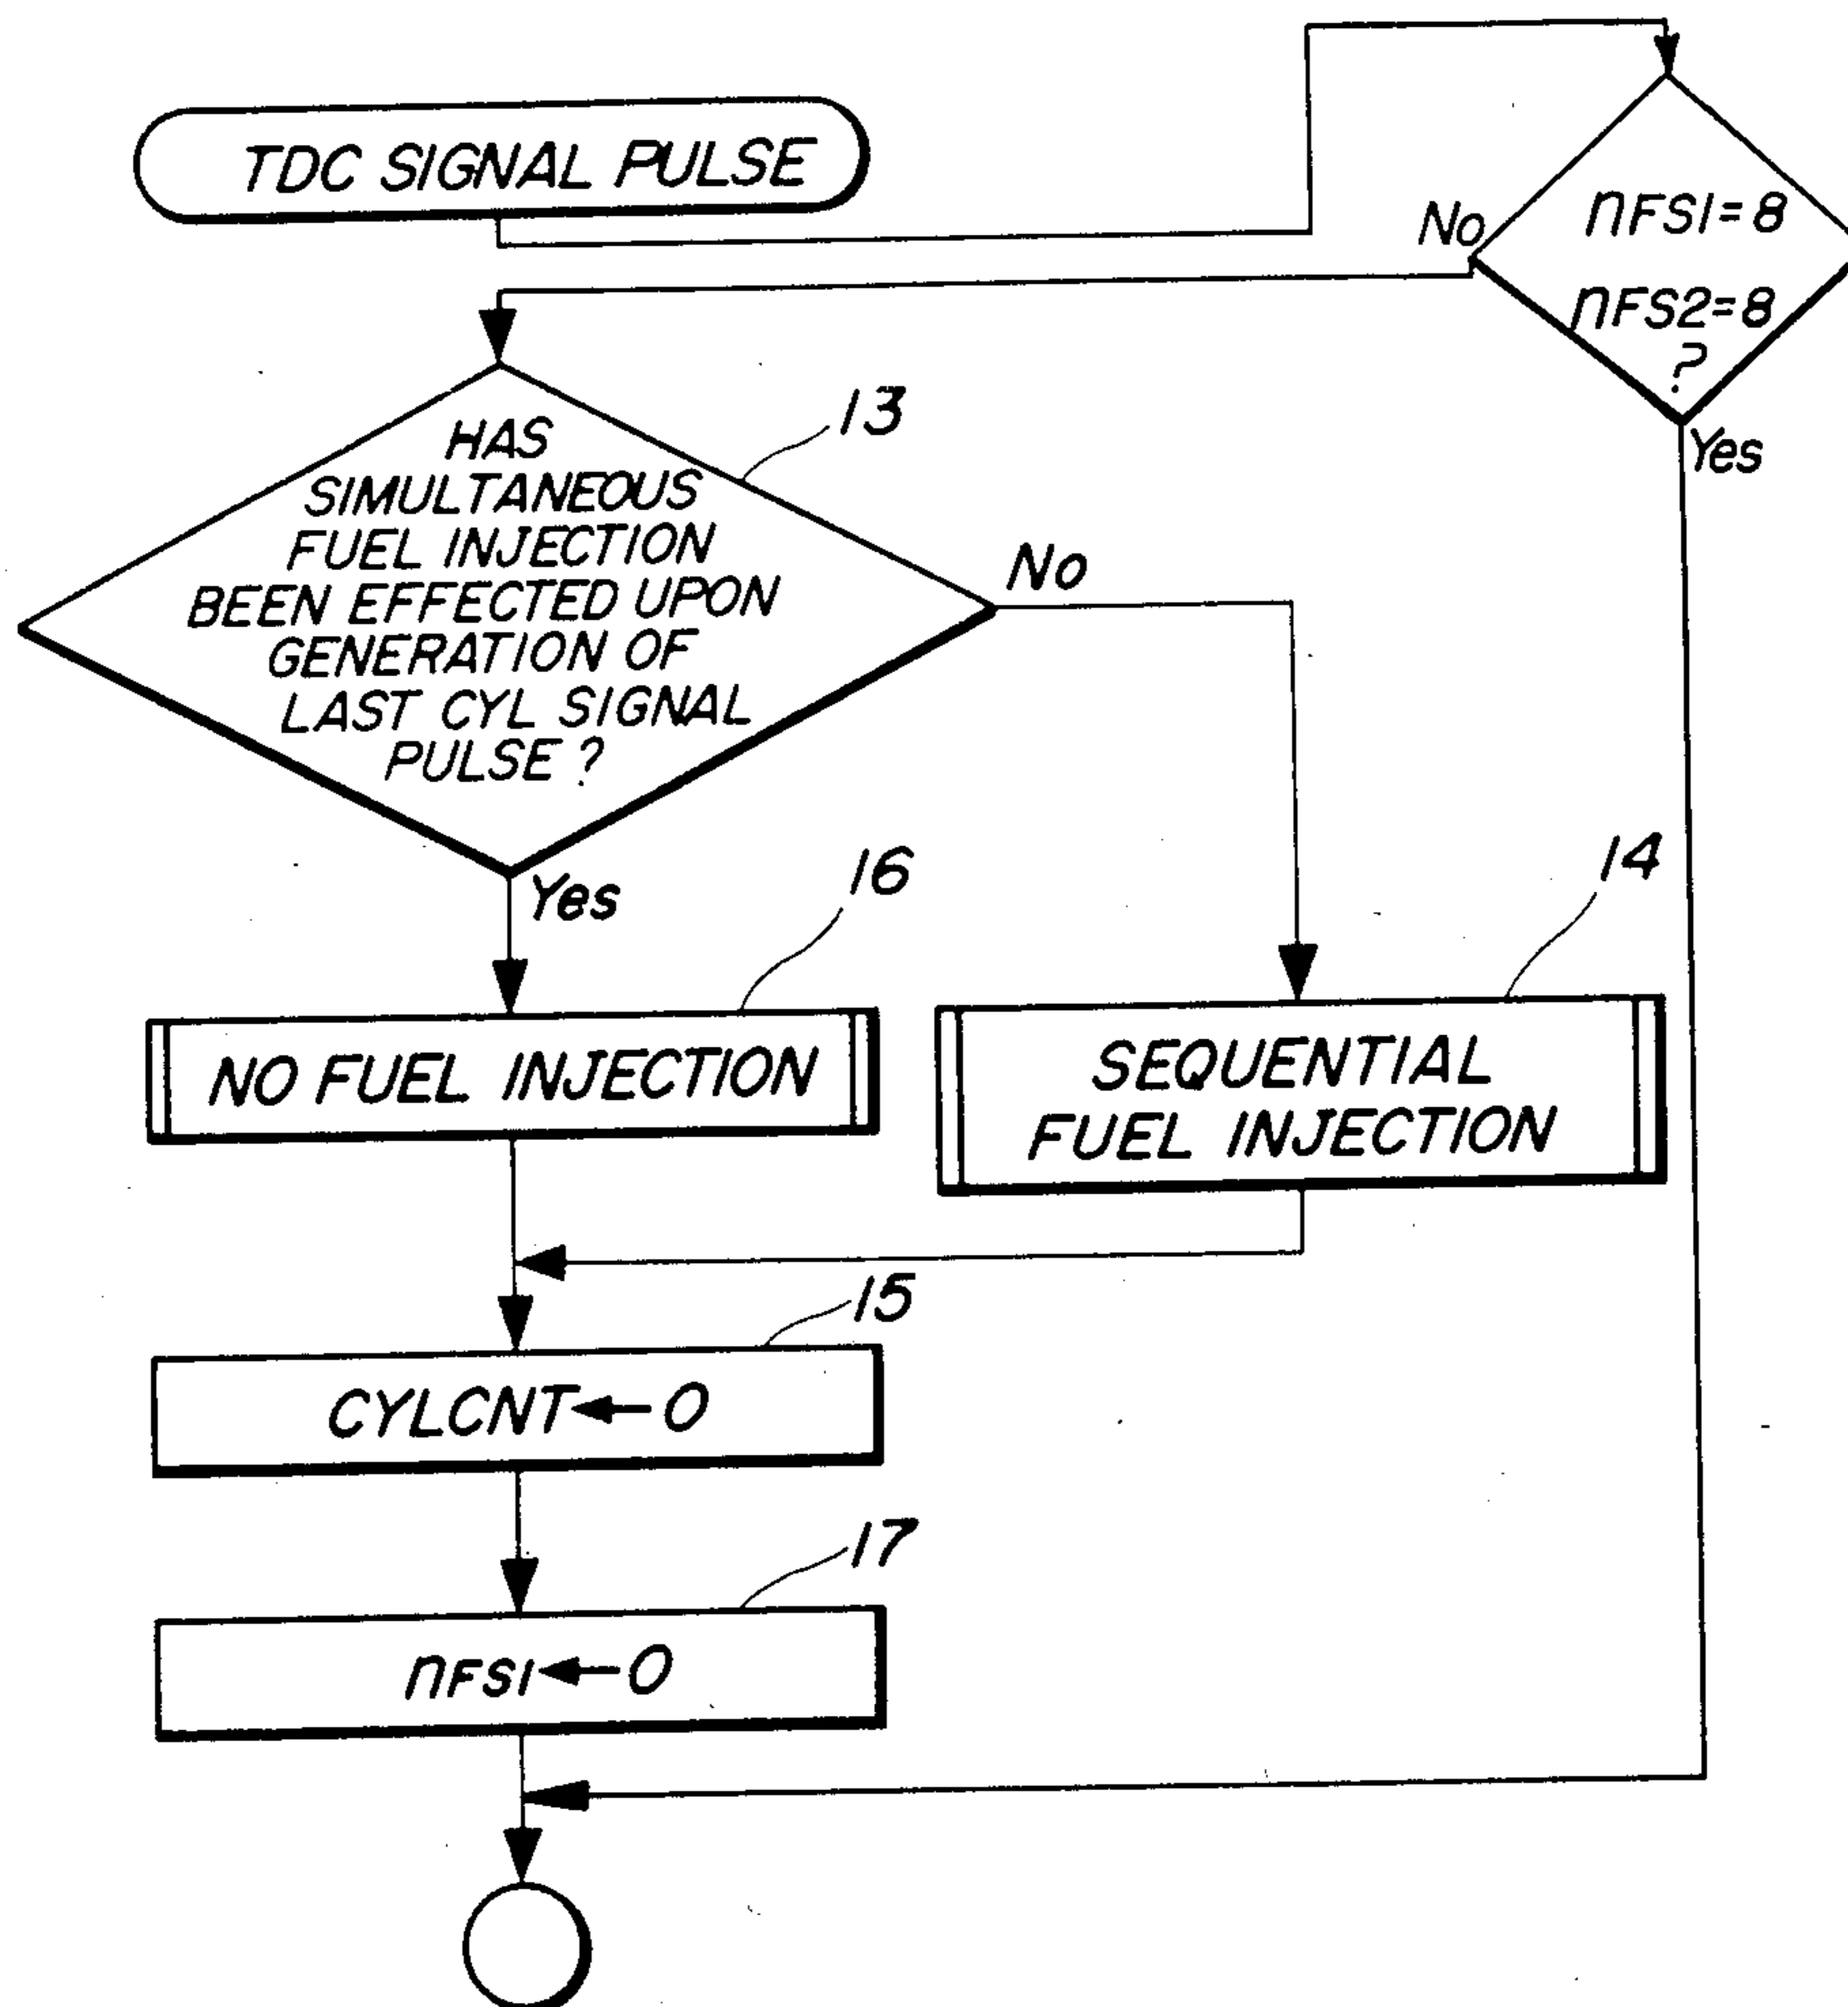 TDC SIGNAL PULSE
nFS1=8
nFS2=8
?
No
Yes
HAS
SIMULTANEOUS
FUEL INJECTION
BEEN EFFECTED UPON
GENERATION OF
LAST CYL SIGNAL
PULSE ?
13
No
Yes
16
14
NO FUEL INJECTION
SEQUENTIAL
FUEL INJECTION
15
CYLCNT←0
17
nFS1←0